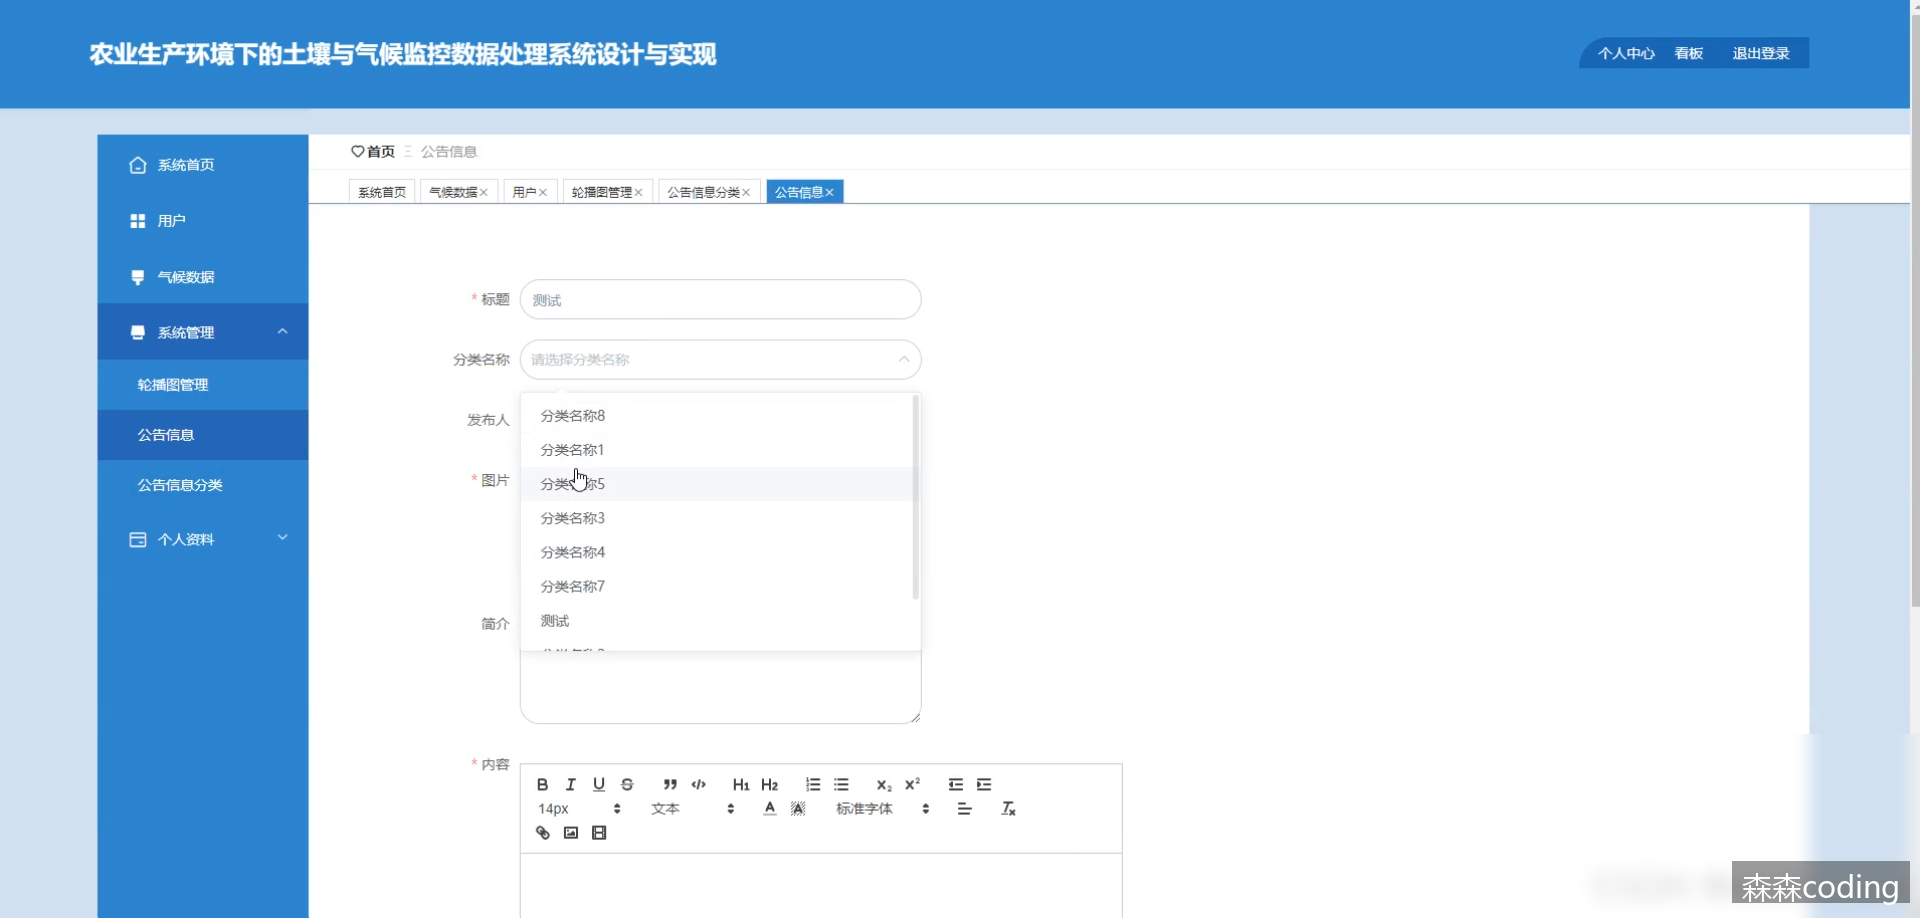 农业生产环境下的土壤与气候监控数据处理系统设计与实现
个人中心 看板 退出登录
系统首页
用户
气候数据
系统管理
轮播图管理
公告信息
公告信息分类
个人资料
首页 公告信息
系统首页 气候数据× 用户× 轮播图管理× 公告信息分类× 公告信息×
* 标题 测试
分类名称 请选择分类名称
发布人
* 图片
简介
分类名称8
分类名称1
分类名称5
分类名称3
分类名称4
分类名称7
测试
* 内容
B I U S ” </> H1 H2 x2 x2
14px 文本 A A 标准字体 Tx
森森coding